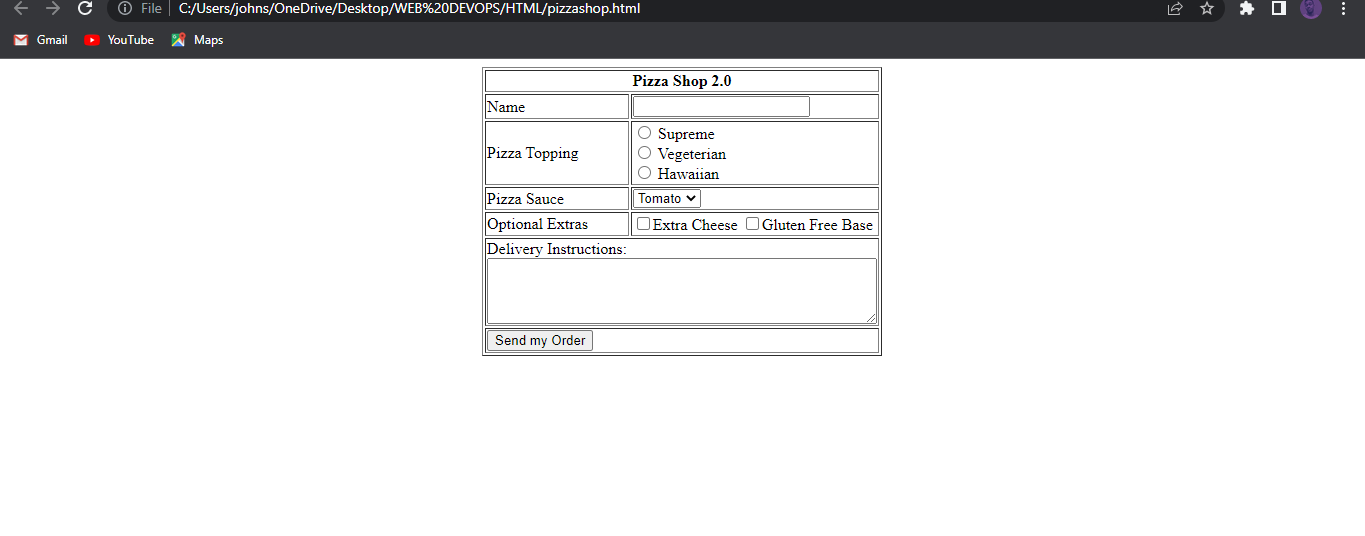 File C:/Users/johns/OneDrive/Desktop/WEB%20DEVOPS/HTML/pizzashop.html
Gmail YouTube Maps
Pizza Shop 2.0
Name
Pizza Topping
Supreme
Vegeterian
Hawaiian
Pizza Sauce Tomato
Optional Extras Extra Cheese Gluten Free Base
Delivery Instructions:
Send my Order